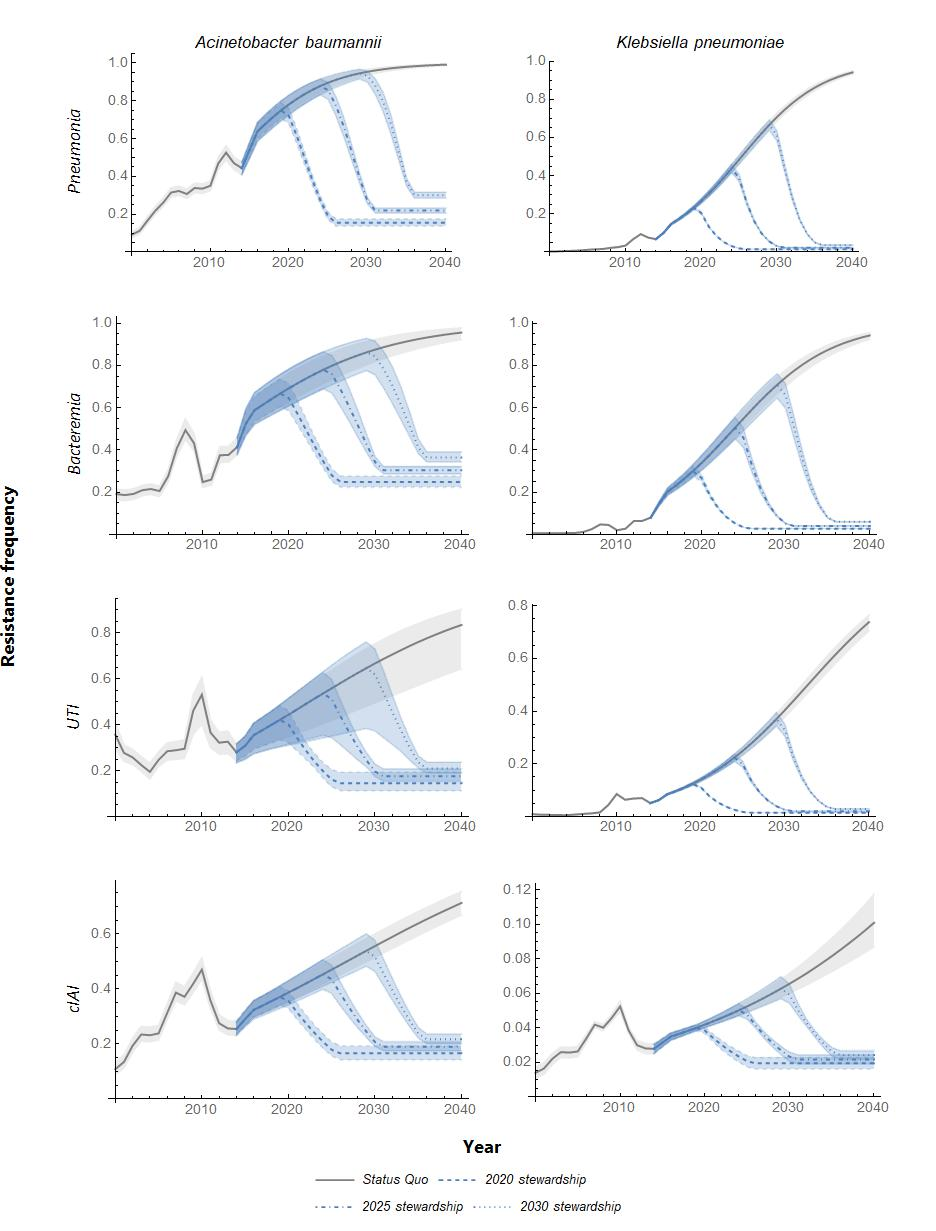 Acinetobacter baumannii
Klebsiella pneumoniae
Resistance frequency
Pneumonia
1.0
0.8
0.6
0.4
0.2
2010 2020 2030 2040
1.0
0.8
0.6
0.4
0.2
2010 2020 2030 2040
Bacteremia
1.0
0.8
0.6
0.4
0.2
2010 2020 2030 2040
1.0
0.8
0.6
0.4
0.2
2010 2020 2030 2040
UTI
0.8
0.6
0.4
0.2
2010 2020 2030 2040
0.8
0.6
0.4
0.2
2010 2020 2030 2040
cIAI
0.6
0.4
0.2
2010 2020 2030 2040
0.12
0.10
0.08
0.06
0.04
0.02
2010 2020 2030 2040
Year
Status Quo 2020 stewardship
2025 stewardship 2030 stewardship